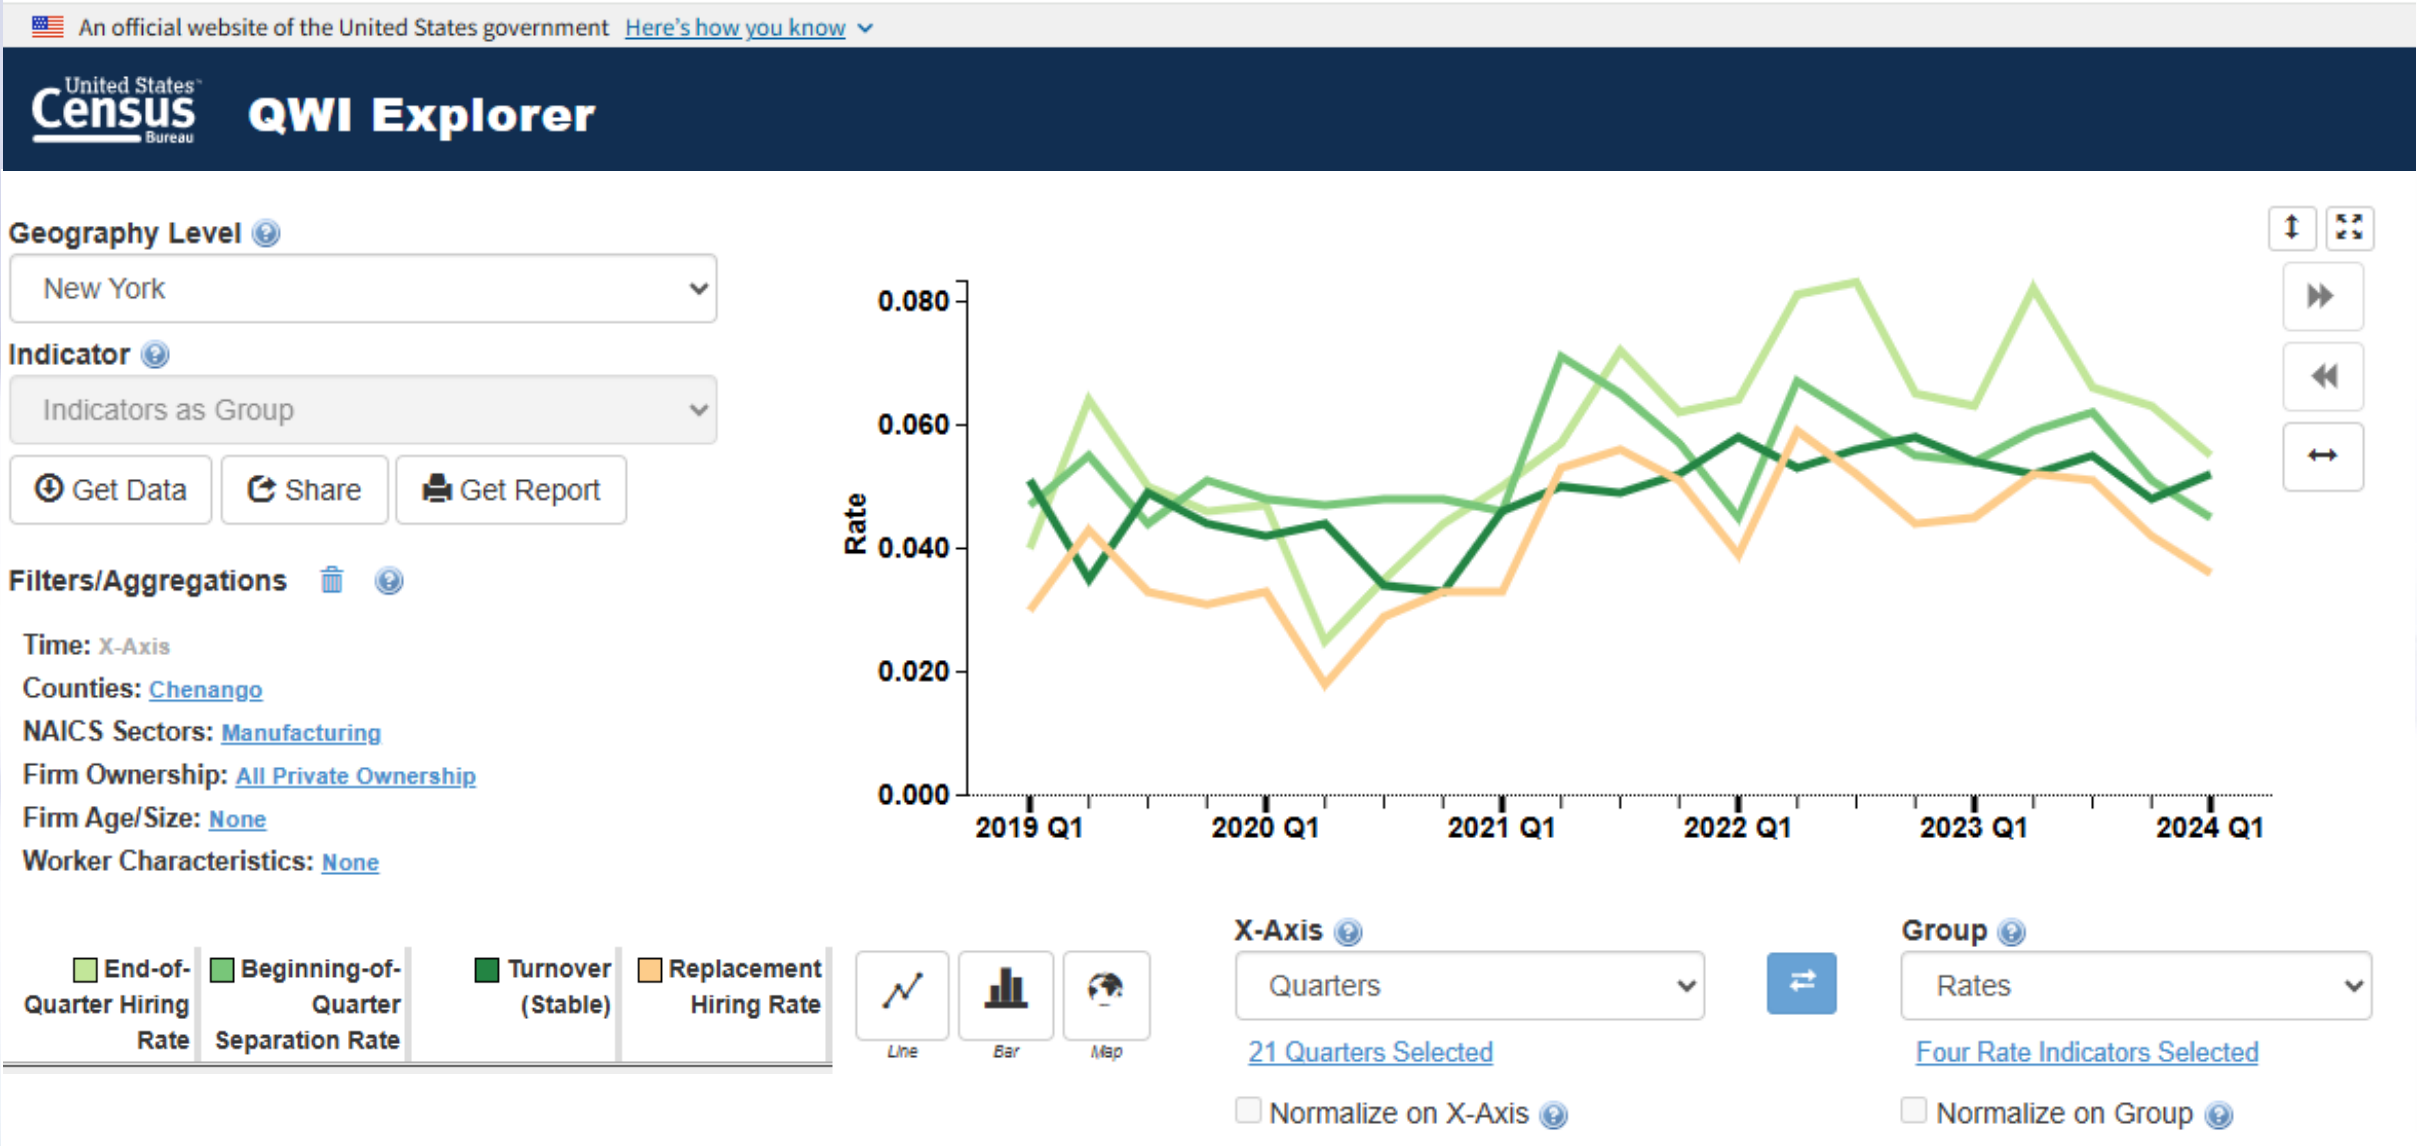 An official website of the United States government Here's how you know
United States™
Census
Bureau
QWI Explorer
Geography Level
New York
Indicator
Indicators as Group
Get Data
Share
Get Report
Filters/Aggregations
Time: X-Axis
Counties: Chenango
NAICS Sectors: Manufacturing
Firm Ownership: All Private Ownership
Firm Age/Size: None
Worker Characteristics: None
Rate
0.080
0.060
0.040
0.020
0.000
2019 Q1
2020 Q1
2021 Q1
2022 Q1
2023 Q1
2024 Q1
End-of-
Quarter Hiring
Rate
Beginning-of-
Quarter
Separation Rate
Turnover
(Stable)
Replacement
Hiring Rate
Line
Bar
Map
X-Axis
Quarters
21 Quarters Selected
Normalize on X-Axis
Group
Rates
Four Rate Indicators Selected
Normalize on Group